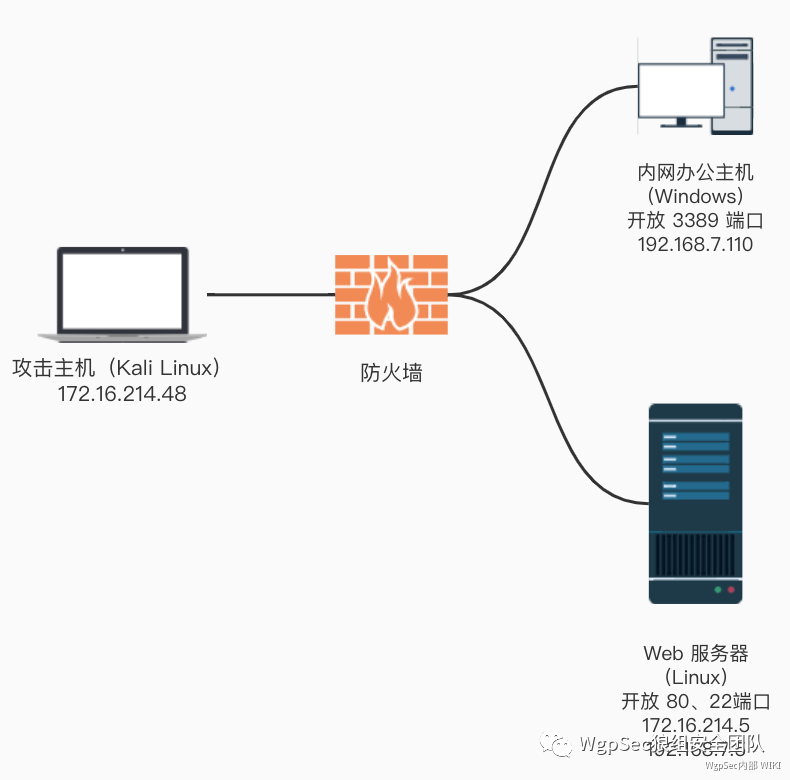 内网办公主机
（Windows）
开放 3389 端口
192.168.7.110
攻击主机（Kali Linux）
172.16.214.48
防火墙
Web 服务器
（Linux）
开放 80、22端口
172.16.214.5
WgpSec狼组安全团队
192.168.7.5
WgpSec内部 WIKI